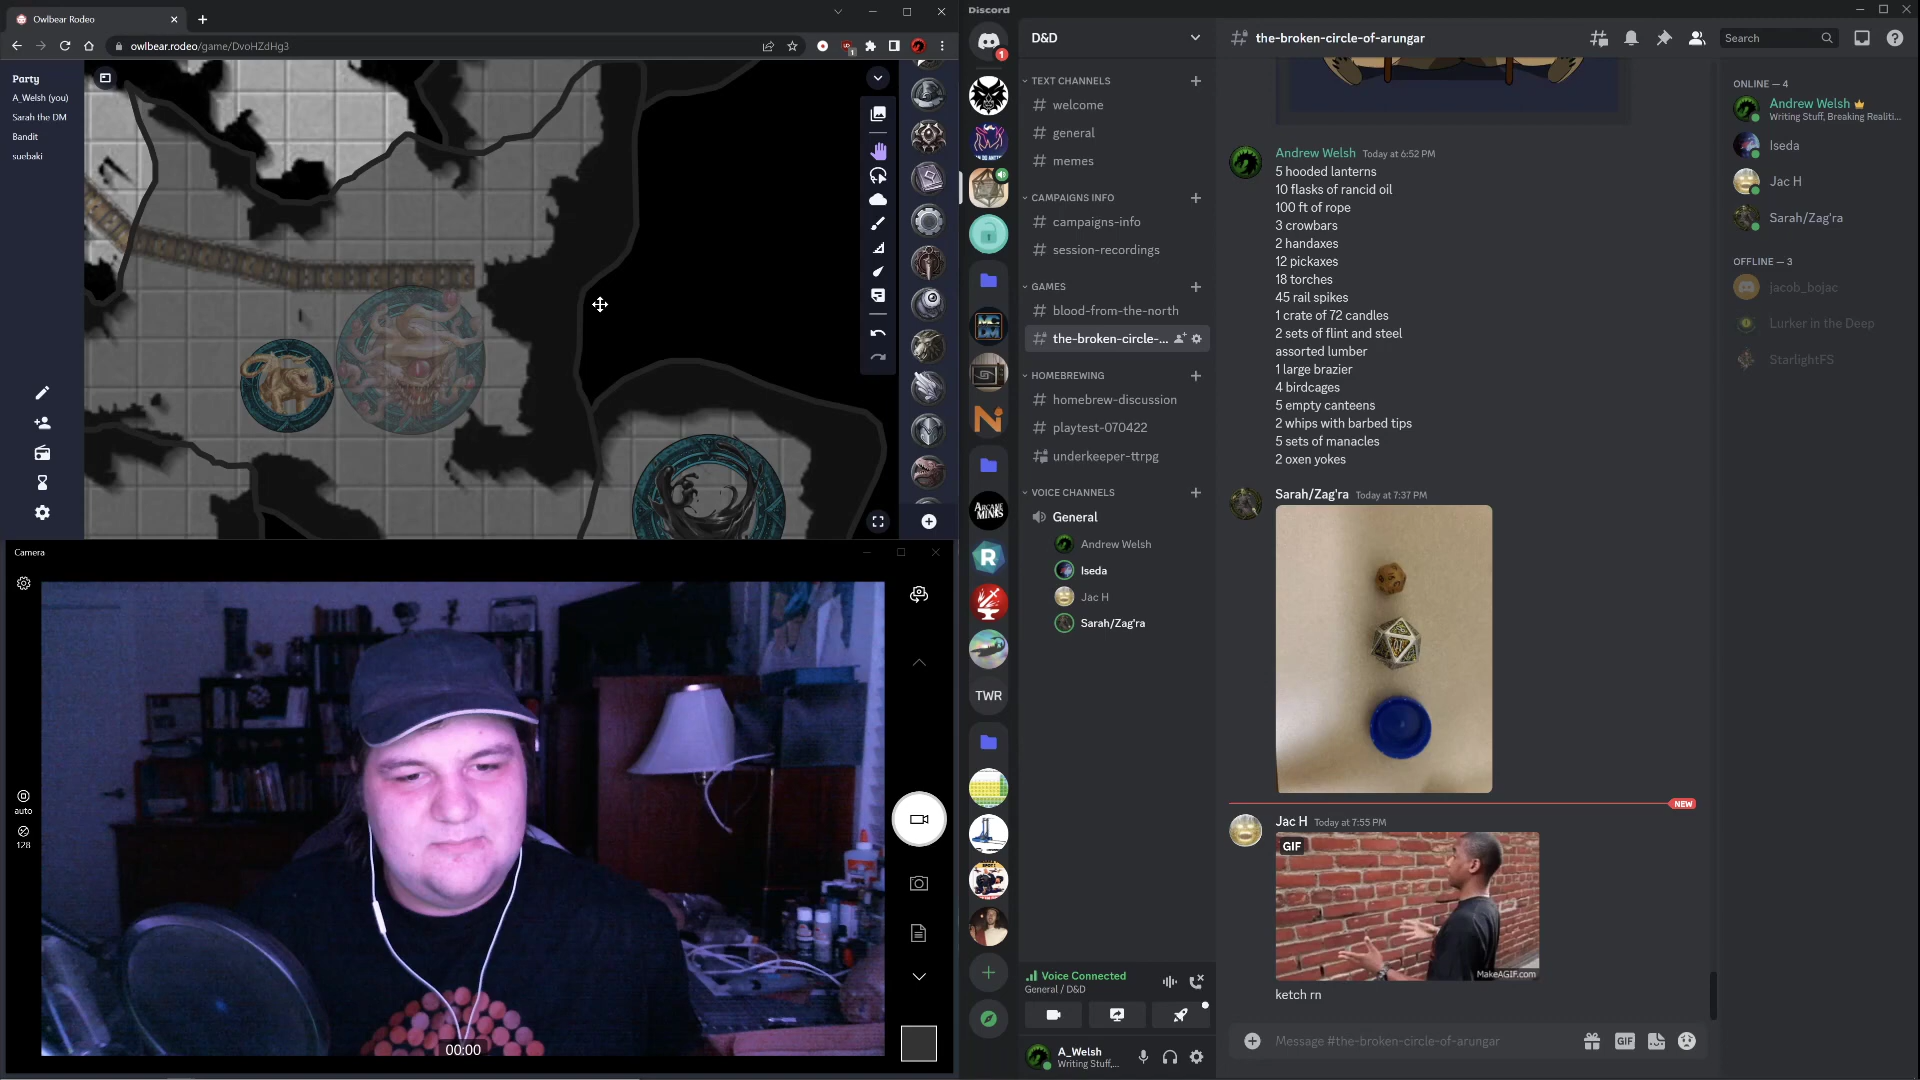 Owlbear Rodeo
owlbear.rodeo/game/DvoHZdHg3
Party
A_Welsh (you)
Sarah the DM
Bandit
suebaki
Camera
auto
128
00:00
Discord
1
D&D
TEXT CHANNELS
welcome
general
memes
CAMPAIGNS INFO
campaigns-info
session-recordings
GAMES
blood-from-the-north
the-broken-circle-...
HOMEBREWING
homebrew-discussion
playtest-070422
underkeeper-ttrpg
VOICE CHANNELS
General
Andrew Welsh
Iseda
Jac H
Sarah/Zag'ra
MCDM
ARCANE
MINIS
TWR
Voice Connected
General / D&D
A_Welsh
Writing Stuff,...
the-broken-circle-of-arungar
Search
Andrew Welsh Today at 6:52 PM
5 hooded lanterns
10 flasks of rancid oil
100 ft of rope
3 crowbars
2 handaxes
12 pickaxes
18 torches
45 rail spikes
1 crate of 72 candles
2 sets of flint and steel
assorted lumber
1 large brazier
4 birdcages
5 empty canteens
2 whips with barbed tips
5 sets of manacles
2 oxen yokes
Sarah/Zag'ra Today at 7:37 PM
NEW
Jac H Today at 7:55 PM
GIF
MakeAGIF.com
ketch rn
Message #the-broken-circle-of-arungar
GIF
ONLINE — 4
Andrew Welsh
Writing Stuff, Breaking Realiti...
Iseda
Jac H
Sarah/Zag'ra
OFFLINE — 3
jacob_bojac
Lurker in the Deep
StarlightFS